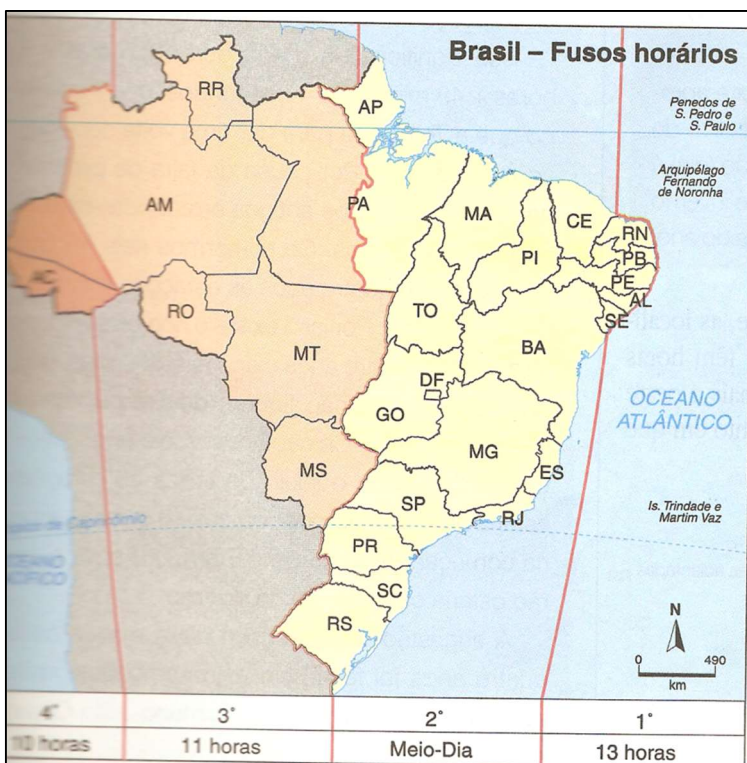 Brasil – Fusos horários
RR
AP
Penedos de
S. Pedro e
S. Paulo
Arquipélago
Fernando
de Noronha
AM
PA
MA
CE
RN
PB
PE
AL
SE
PI
AC
RO
TO
BA
MT
DF
GO
OCEANO
ATLÂNTICO
MG
ES
MS
SP
RJ
Is. Trindade e
Martim Vaz
de Capricórnio
OCEANO
PR
SC
RS
N
0 490
km
4° 3° 2° 1°
10 horas 11 horas Meio-Dia 13 horas